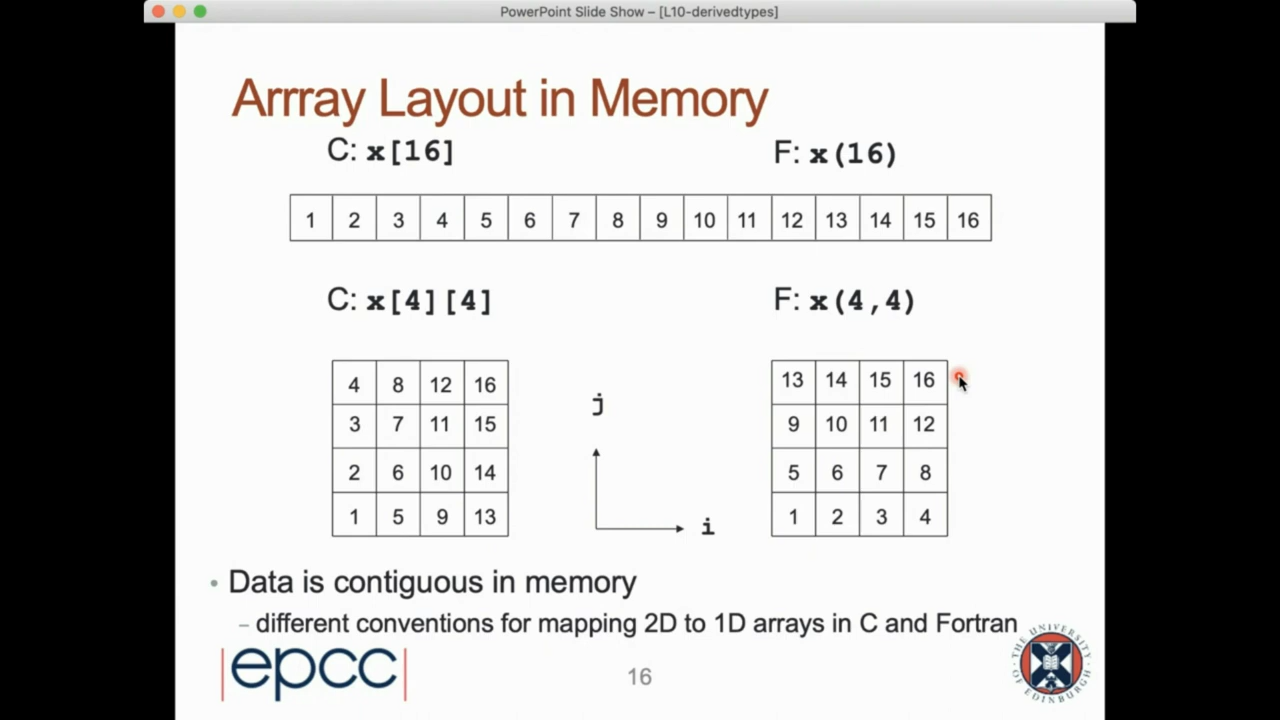 PowerPoint Slide Show – [L10-derivedtypes]
Arrray Layout in Memory
C: x[16]
F: x(16)
1 2 3 4 5 6 7 8 9 10 11 12 13 14 15 16
C: x[4][4]
F: x(4,4)
4 8 12 16
3 7 11 15
2 6 10 14
1 5 9 13
j
i
13 14 15 16
9 10 11 12
5 6 7 8
1 2 3 4
• Data is contiguous in memory
– different conventions for mapping 2D to 1D arrays in C and Fortran
epcc
16
THE UNIVERSITY OF EDINBURGH